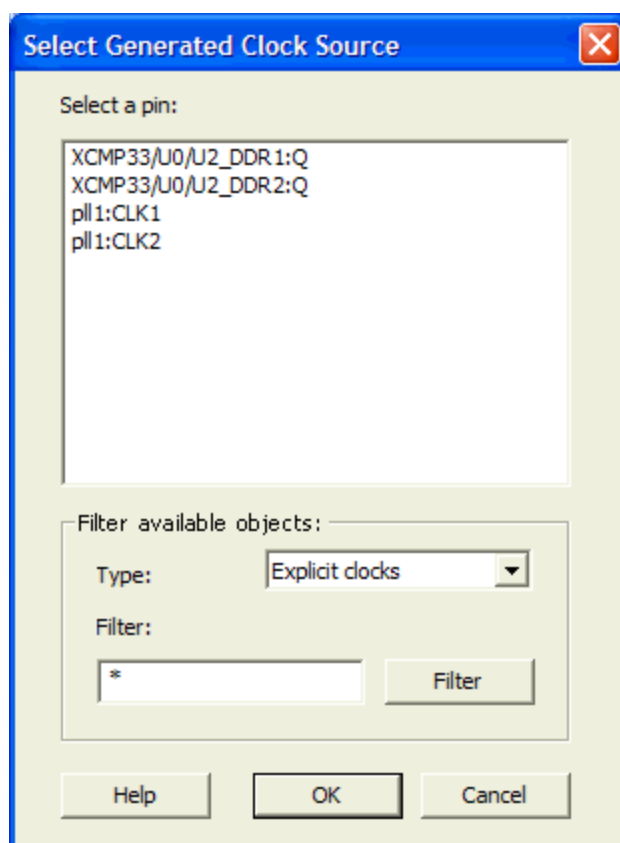 Select Generated Clock Source
Select a pin:
XCMP33/U0/U2_DDR1:Q
XCMP33/U0/U2_DDR2:Q
pll1:CLK1
pll1:CLK2
Filter available objects:
Type: Explicit clocks
Filter:
* Filter
Help OK Cancel